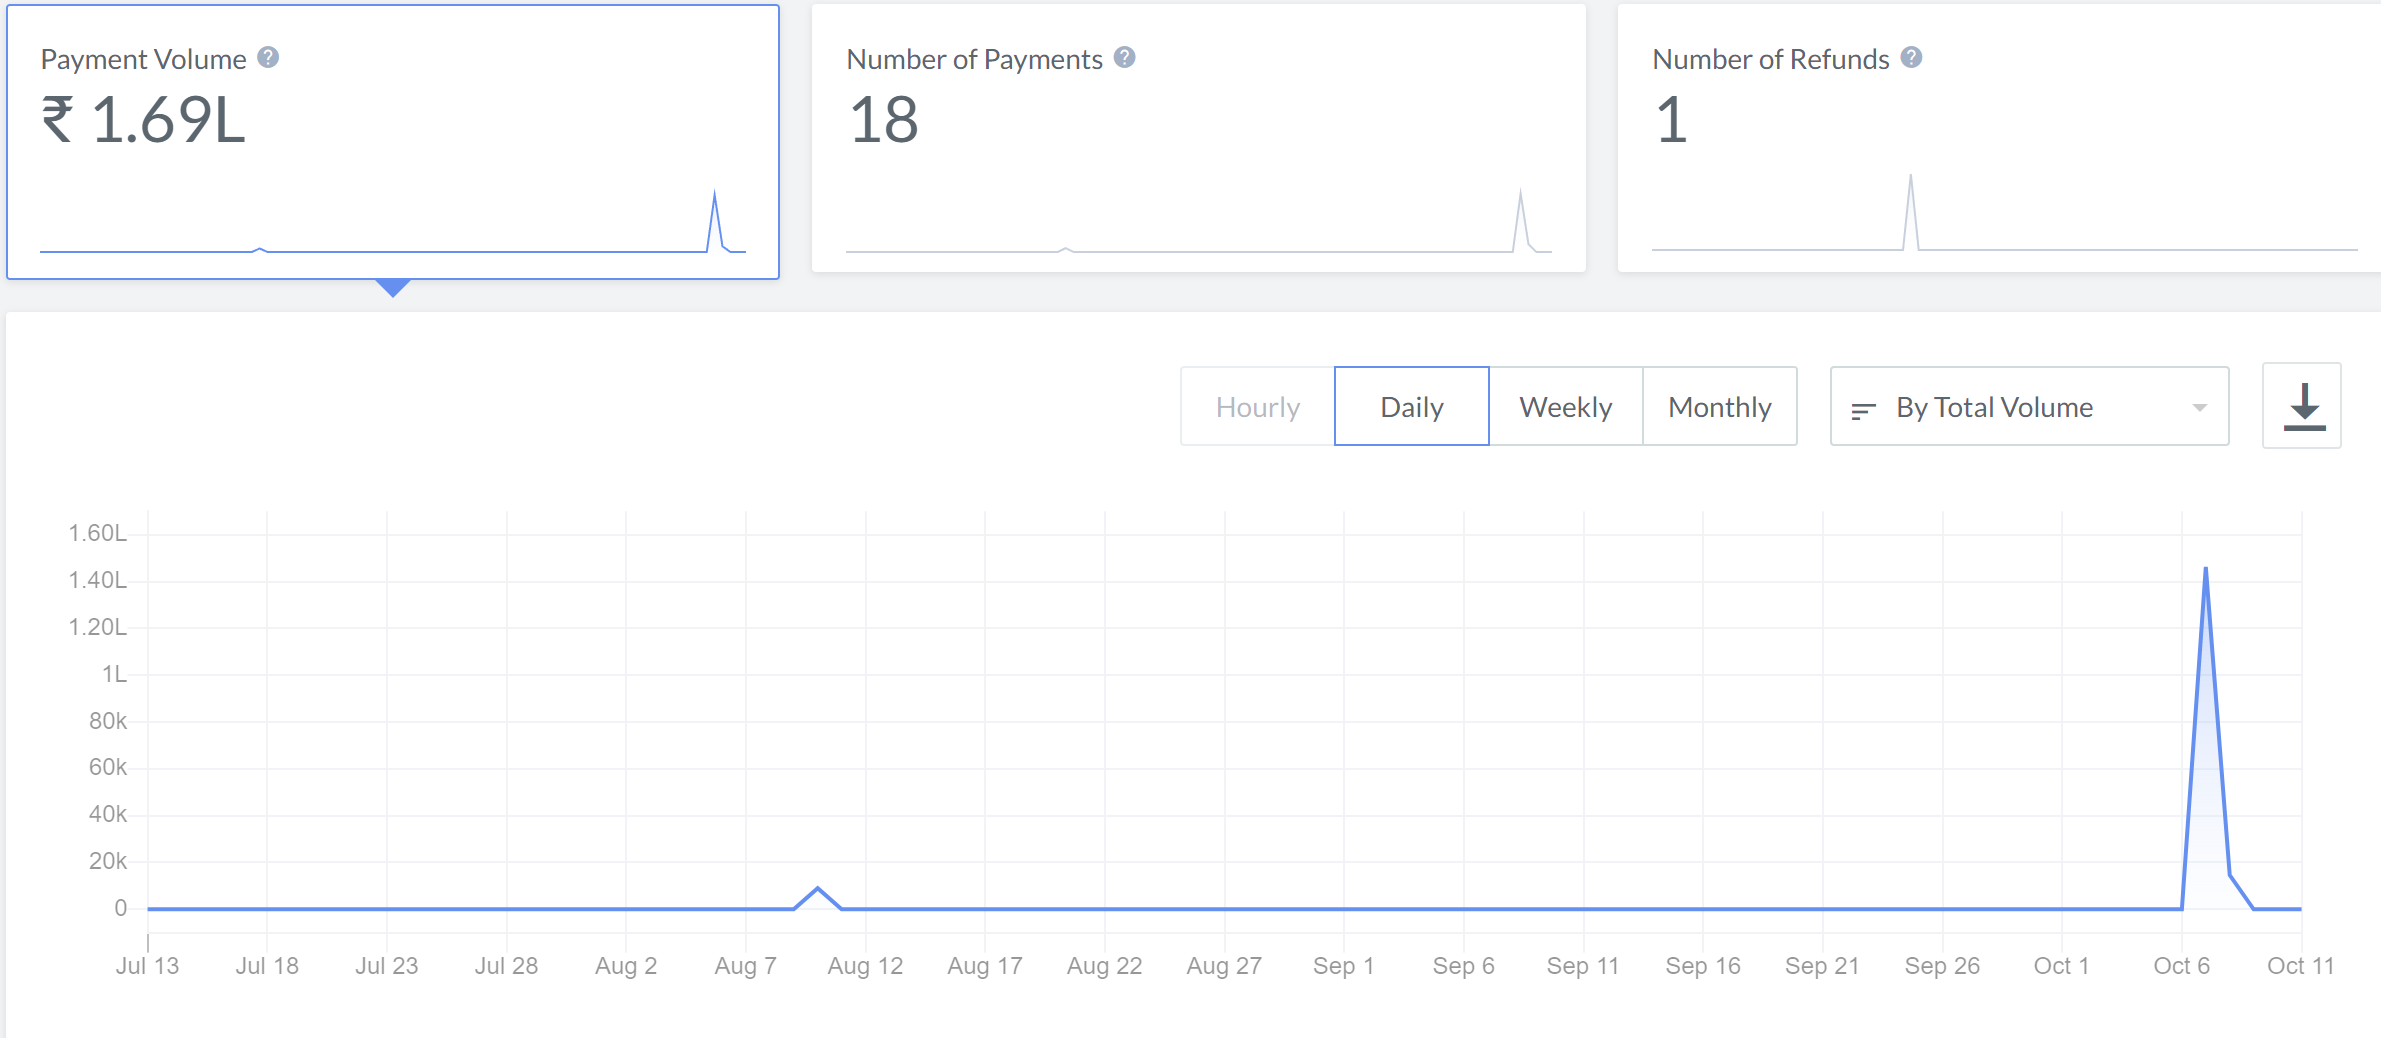 Payment Volume ?
₹ 1.69L
Number of Payments ?
18
Number of Refunds ?
1
Hourly Daily Weekly Monthly By Total Volume
1.60L
1.40L
1.20L
1L
80k
60k
40k
20k
0
Jul 13 Jul 18 Jul 23 Jul 28 Aug 2 Aug 7 Aug 12 Aug 17 Aug 22 Aug 27 Sep 1 Sep 6 Sep 11 Sep 16 Sep 21 Sep 26 Oct 1 Oct 6 Oct 11